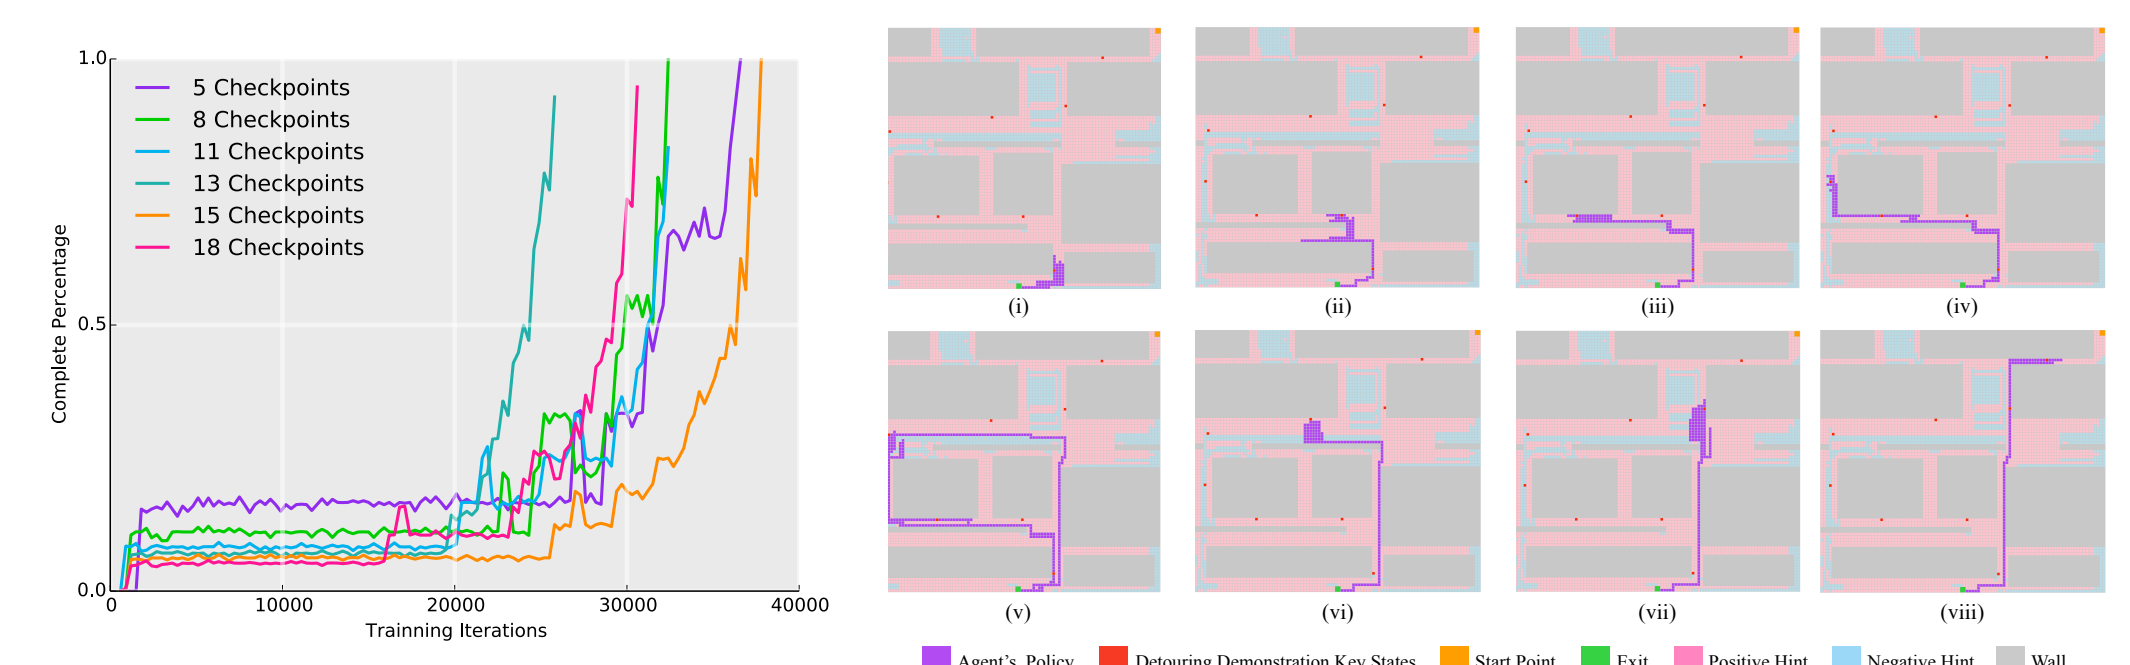 1.0
0.5
0.0
Complete Percentage
5 Checkpoints
8 Checkpoints
11 Checkpoints
13 Checkpoints
15 Checkpoints
18 Checkpoints
0 10000 20000 30000 40000
Trainning Iterations
(i) (ii) (iii) (iv)
(v) (vi) (vii) (viii)
Agent's Policy Detouring Demonstration Key States Start Point Exit Positive Hint Negative Hint Wall